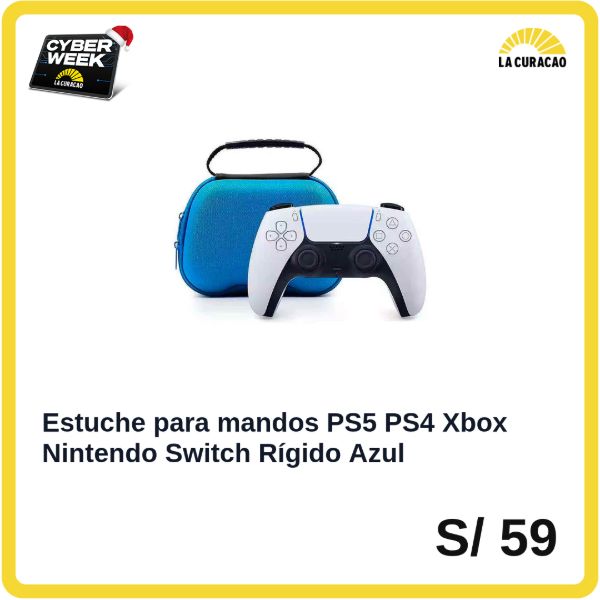 CYBER
WEEK
LA CURACAO
LA CURACAO
Estuche para mandos PS5 PS4 Xbox
Nintendo Switch Rígido Azul
S/ 59